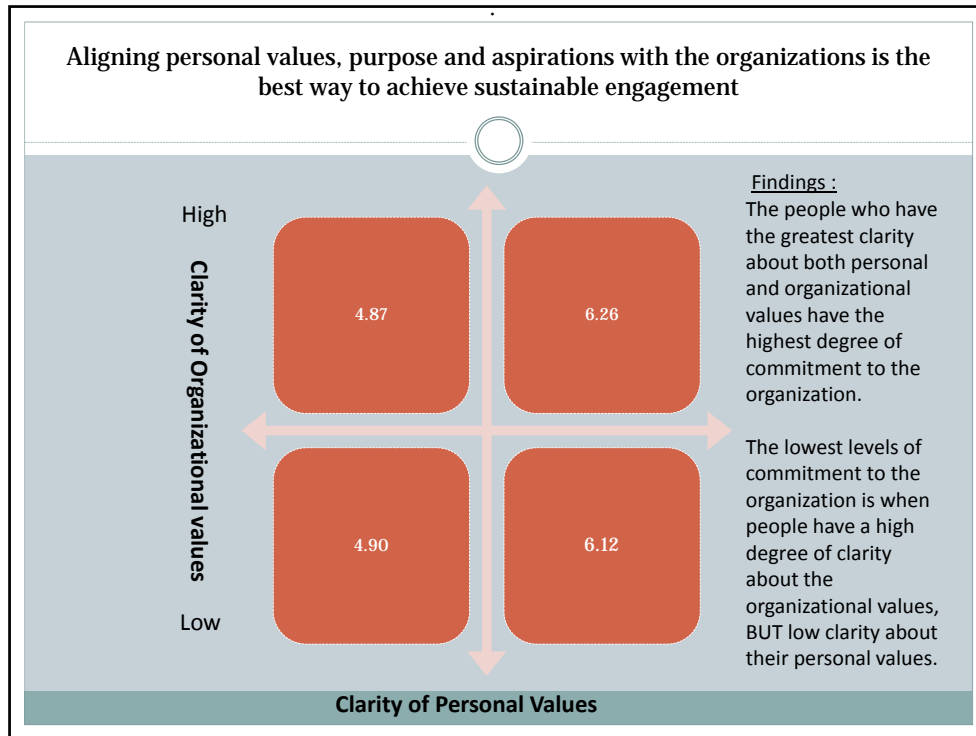 Aligning personal values, purpose and aspirations with the organizations is the
best way to achieve sustainable engagement
High
Clarity of Organizational values
Low
4.87
6.26
4.90
6.12
Clarity of Personal Values
Findings :
The people who have
the greatest clarity
about both personal
and organizational
values have the
highest degree of
commitment to the
organization.
The lowest levels of
commitment to the
organization is when
people have a high
degree of clarity
about the
organizational values,
BUT low clarity about
their personal values.